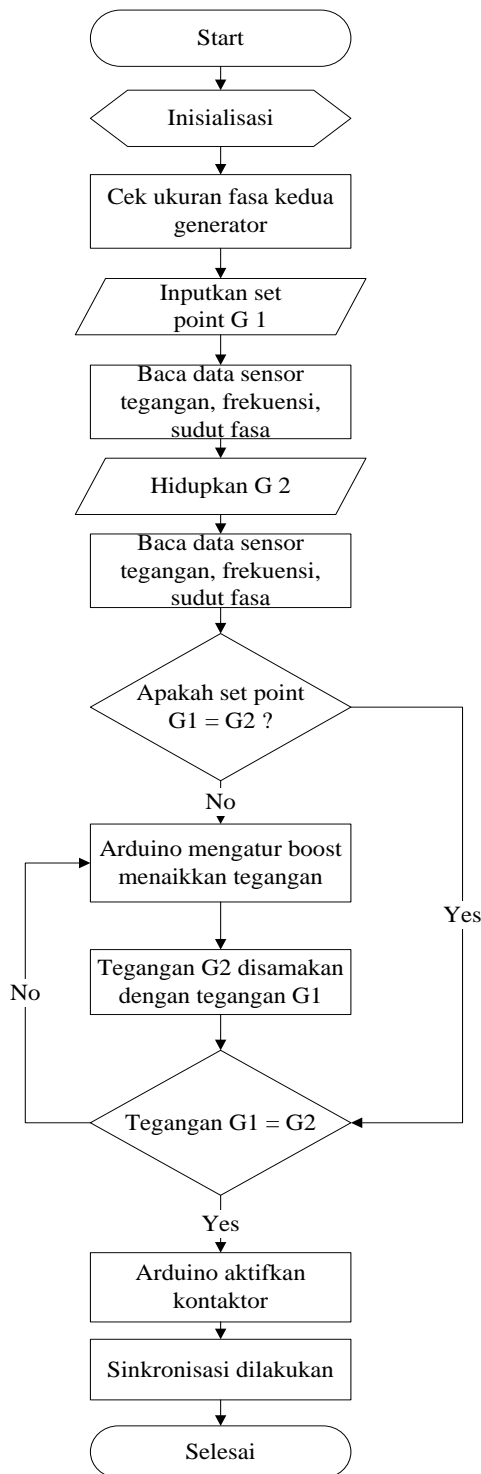 Start
Inisialisasi
Cek ukuran fasa kedua
generator
Inputkan set
point G 1
Baca data sensor
tegangan, frekuensi,
sudut fasa
Hidupkan G 2
Baca data sensor
tegangan, frekuensi,
sudut fasa
Apakah set point
G1 = G2 ?
No
Arduino mengatur boost
menaikkan tegangan
Yes
Tegangan G2 disamakan
dengan tegangan G1
No
Tegangan G1 = G2
Yes
Arduino aktifkan
kontaktor
Sinkronisasi dilakukan
Selesai